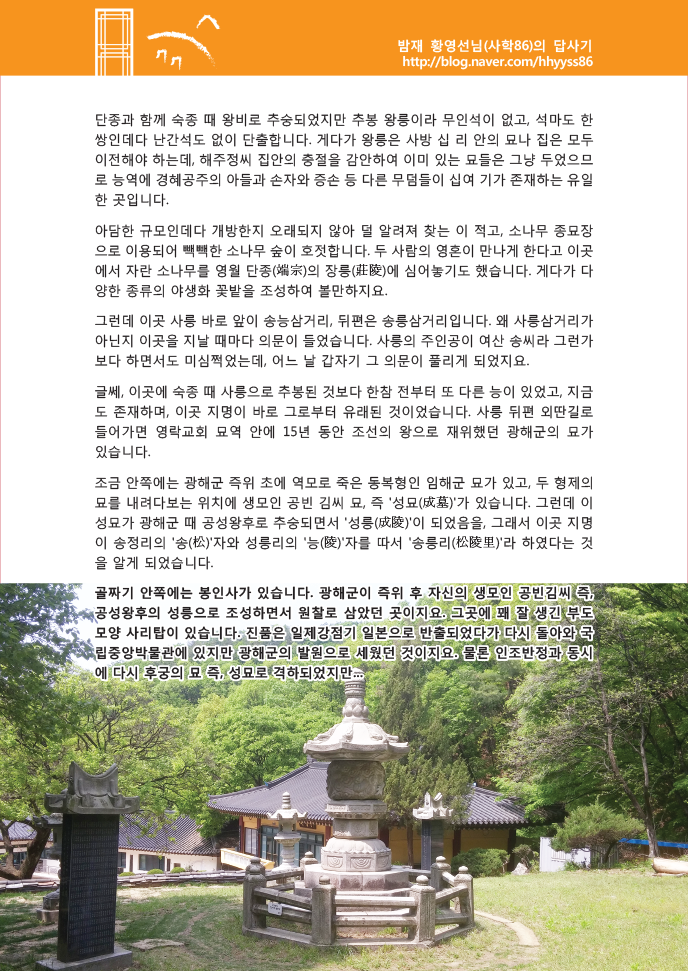 밤재 황영선님(사학86)의 답사기
http://blog.naver.com/hhyyss86
단종과 함께 숙종 때 왕비로 추숭되었지만 추봉 왕릉이라 무인석이 없고, 석마도 한
쌍인데다 난간석도 없이 단출합니다. 게다가 왕릉은 사방 십 리 안의 묘나 집은 모두
이전해야 하는데, 해주정씨 집안의 충절을 감안하여 이미 있는 묘들은 그냥 두었으므
로 능역에 경혜공주의 아들과 손자와 증손 등 다른 무덤들이 십여 기가 존재하는 유일
한 곳입니다.
아담한 규모인데다 개방한지 오래되지 않아 덜 알려져 찾는 이 적고, 소나무 종묘장
으로 이용되어 빽빽한 소나무 숲이 호젓합니다. 두 사람의 영혼이 만나게 한다고 이곳
에서 자란 소나무를 영월 단종(端宗)의 장릉(莊陵)에 심어놓기도 했습니다. 게다가 다
양한 종류의 야생화 꽃밭을 조성하여 볼만하지요.
그런데 이곳 사릉 바로 앞이 송능삼거리, 뒤편은 송릉삼거리입니다. 왜 사릉삼거리가
아닌지 이곳을 지날 때마다 의문이 들었습니다. 사릉의 주인공이 여산 송씨라 그런가
보다 하면서도 미심쩍었는데, 어느 날 갑자기 그 의문이 풀리게 되었지요.
글쎄, 이곳에 숙종 때 사릉으로 추봉된 것보다 한참 전부터 또 다른 능이 있었고, 지금
도 존재하며, 이곳 지명이 바로 그로부터 유래된 것이었습니다. 사릉 뒤편 외딴길로
들어가면 영락교회 묘역 안에 15년 동안 조선의 왕으로 재위했던 광해군의 묘가
있습니다.
조금 안쪽에는 광해군 즉위 초에 역모로 죽은 동복형인 임해군 묘가 있고, 두 형제의
묘를 내려다보는 위치에 생모인 공빈 김씨 묘, 즉 '성묘(成墓)'가 있습니다. 그런데 이
성묘가 광해군 때 공성왕후로 추숭되면서 '성릉(成陵)'이 되었음을, 그래서 이곳 지명
이 송정리의 '송(松)'자와 성릉리의 '능(陵)'자를 따서 '송릉리(松陵里)'라 하였다는 것
을 알게 되었습니다.
골짜기 안쪽에는 봉인사가 있습니다. 광해군이 즉위 후 자신의 생모인 공빈김씨 즉,
공성왕후의 성릉으로 조성하면서 원찰로 삼았던 곳이지요. 그곳에 꽤 잘 생긴 부도
모양 사리탑이 있습니다. 진품은 일제강점기 일본으로 반출되었다가 다시 돌아와 국
립중앙박물관에 있지만 광해군의 발원으로 세웠던 것이지요. 물론 인조반정과 동시
에 다시 후궁의 묘 즉, 성묘로 격하되었지만...